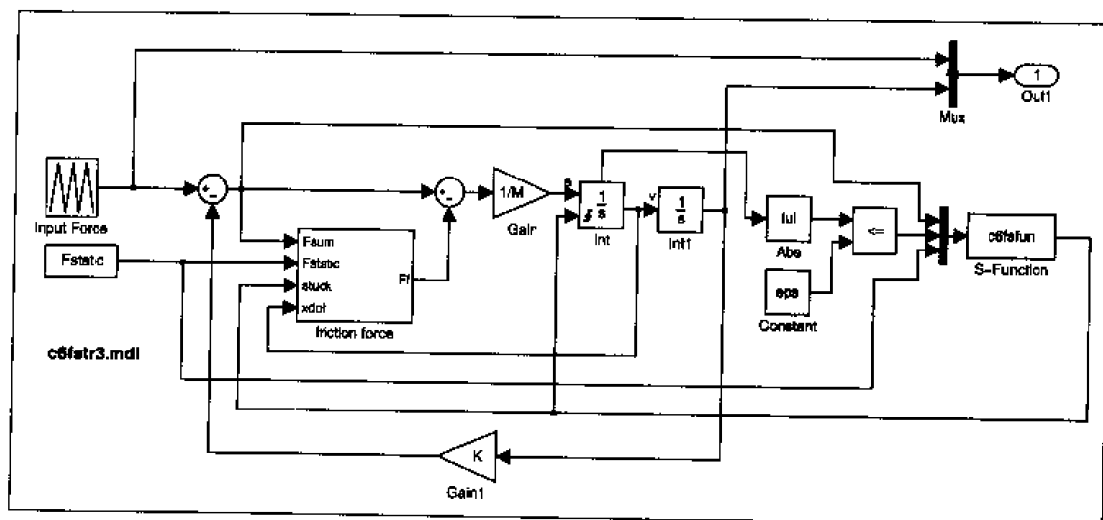 1
Out1
Mux
+
-
+
-
1/M
Gain
a
1
s
Int
v
1
s
Int1
|u|
Abs
<=
c6fsfun
S-Function
Input Force
Fstatic
Fsum
Fstatic
stuck
xdot
Ff
friction force
eps
Constant
c6fstr3.mdl
K
Gain1